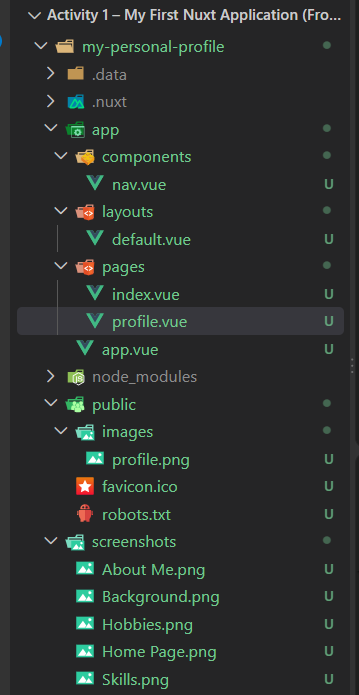 Activity 1 – My First Nuxt Application (Fro...
my-personal-profile
.data
.nuxt
app
components
nav.vue U
layouts
default.vue U
pages
index.vue U
profile.vue U
app.vue U
node_modules
public
images
profile.png U
favicon.ico U
robots.txt U
screenshots
About Me.png U
Background.png U
Hobbies.png U
Home Page.png U
Skills.png U